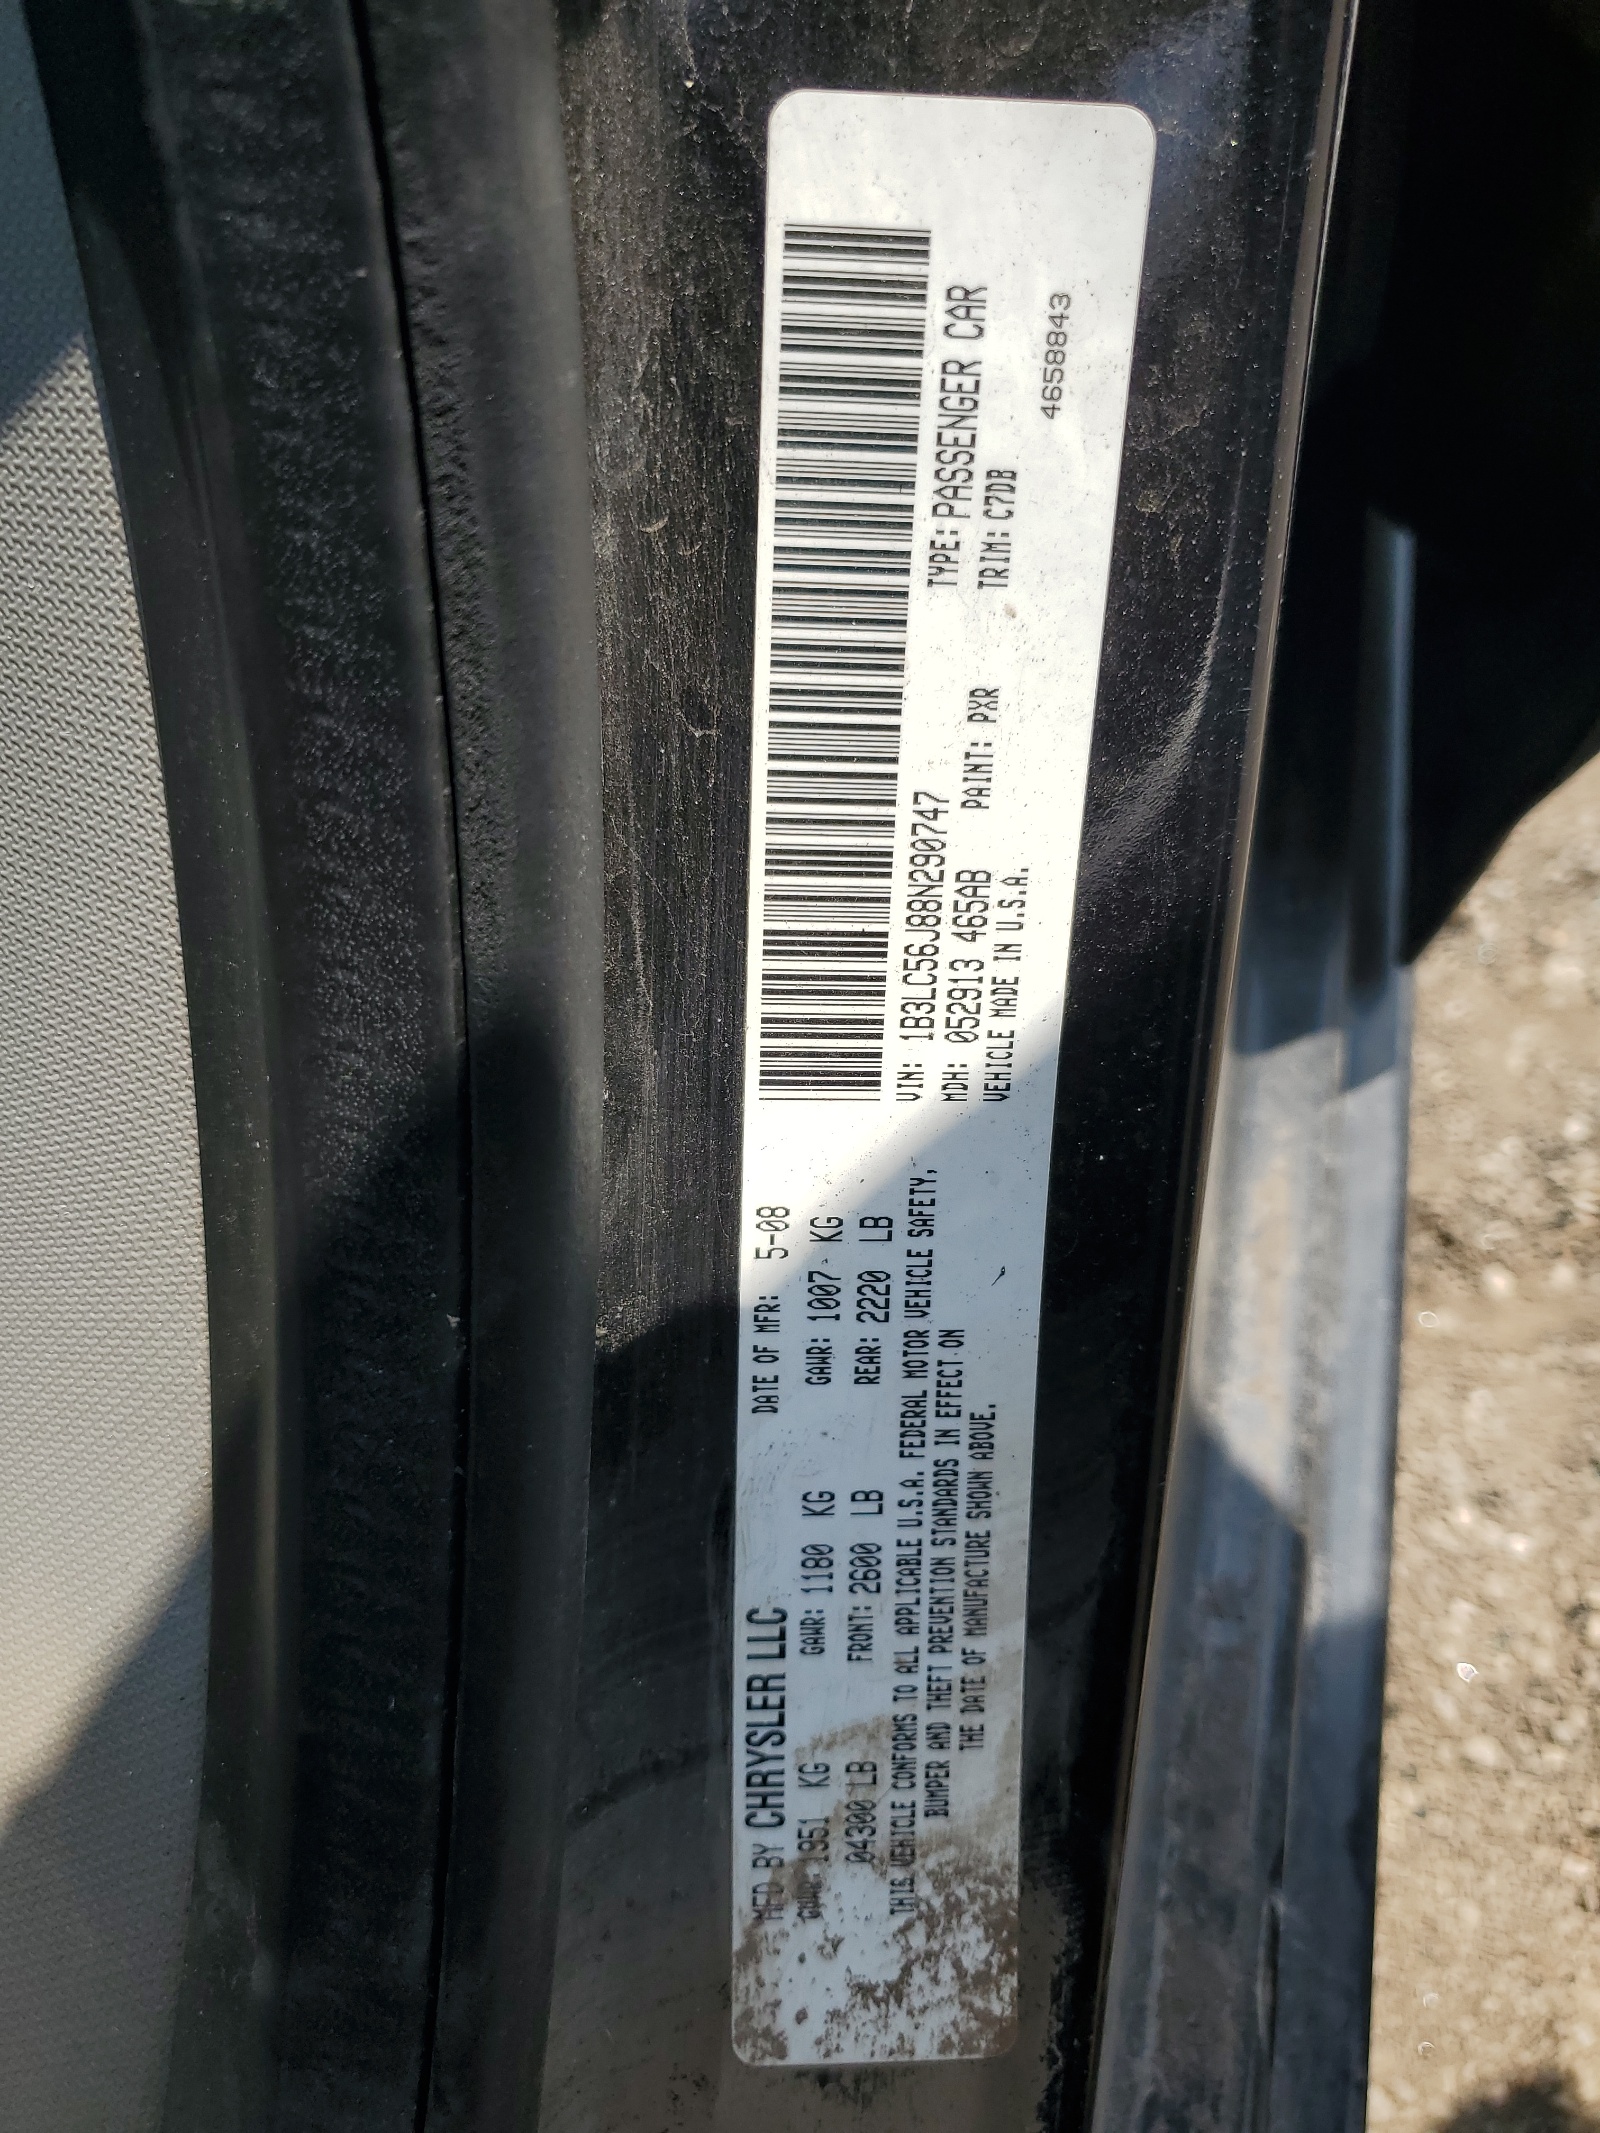 MFD BY CHRYSLER LLC DATE OF MFR: 5-08
GVWR: 1951 KG GAWR: 1180 KG GAWR: 1007 KG
04300 LB FRONT: 2600 LB REAR: 2220 LB
THIS VEHICLE CONFORMS TO ALL APPLICABLE U.S.A. FEDERAL MOTOR VEHICLE SAFETY,
BUMPER AND THEFT PREVENTION STANDARDS IN EFFECT ON
THE DATE OF MANUFACTURE SHOWN ABOVE.
VIN: 1B3LC56J88N290747 TYPE: PASSENGER CAR
MDH: 052913 465AB PAINT: PXR TRIM: C7DB
VEHICLE MADE IN U.S.A.
4658843